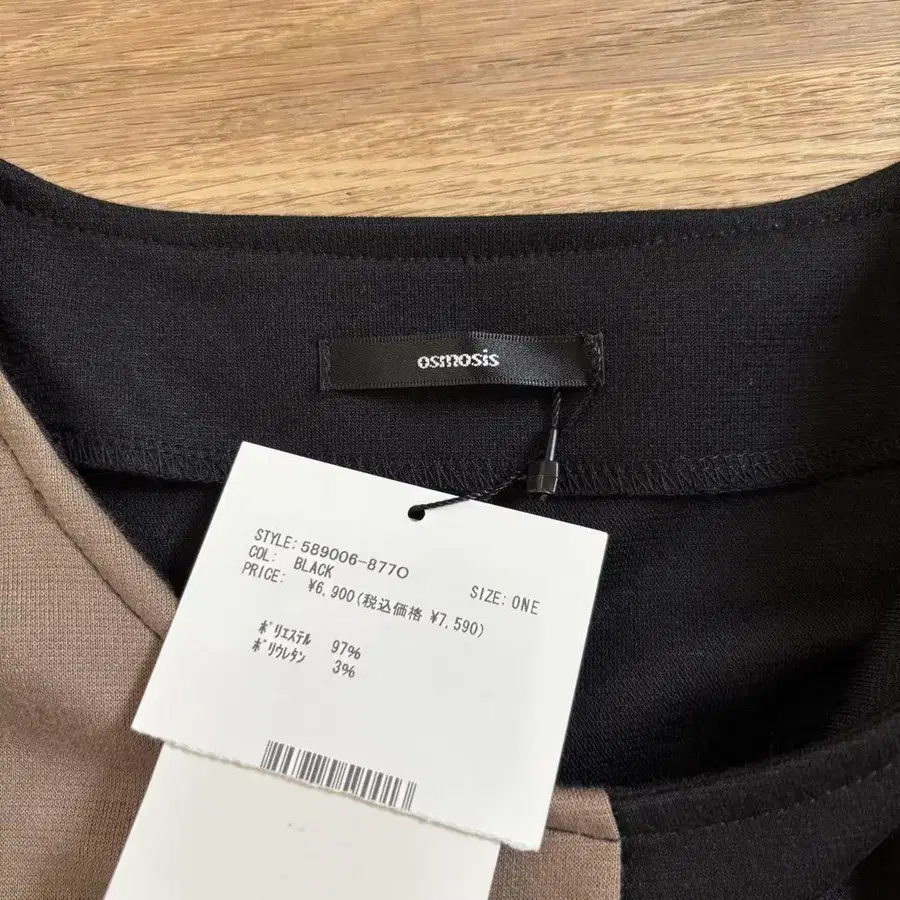 osmosis
STYLE:589006-8770
COL: BLACK SIZE:ONE
PRICE: ¥6,900(税込価格 ¥7,590)
ﾎﾟﾘｴｽﾃﾙ 97%
ﾎﾟﾘｳﾚﾀﾝ 3%